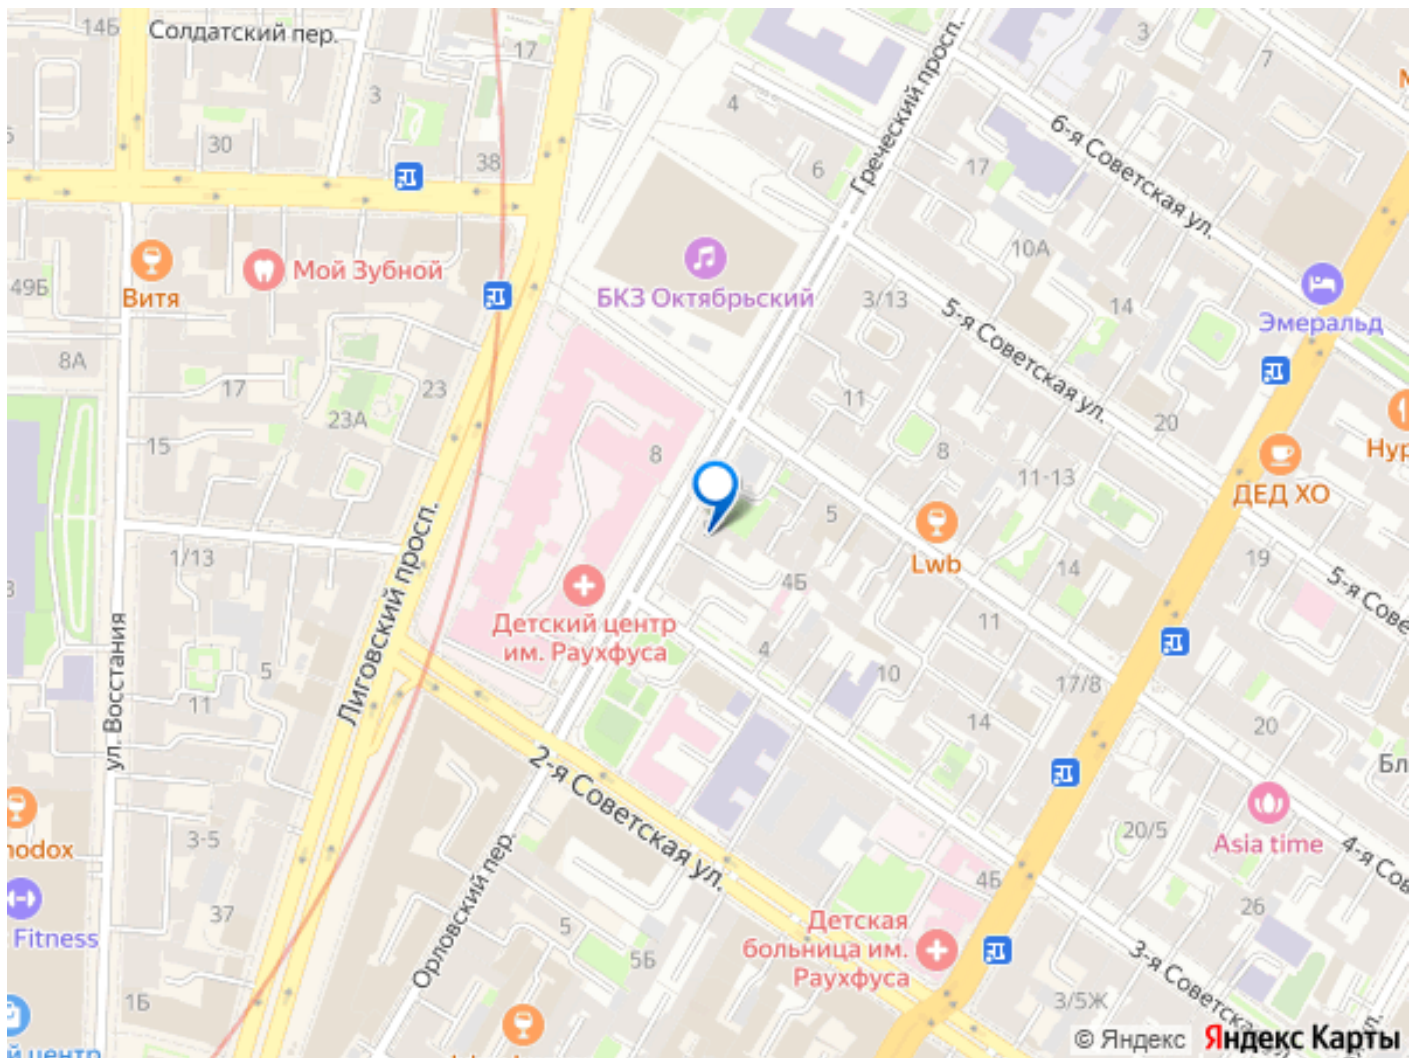 14Б
Солдатский пер.
17
3
7
3
4
Греческий просп.
6-я Советская ул.
30
38
6
17
49Б
Витя
Мой Зубной
БКЗ Октябрьский
10А
3/13
14
5-я Советская ул.
Эмеральд
8А
17
23
23А
15
11
20
8
8
11-13
ДЕД ХО
5
Lwb
Лиговский просп.
1/13
14
19
5-я Сове
4Б
Детский центр
им. Раухфуса
11
4
10
17/8
ул. Восстания
5
11
14
20
2-я Советская ул.
3-5
Asia time
20/5
4-я Сов
Орловский пер.
37
4Б
26
Fitness
5
5Б
Детская
больница им.
Раухфуса
3-я Советская ул.
1Б
3/5Ж
© Яндекс
Яндекс Карты